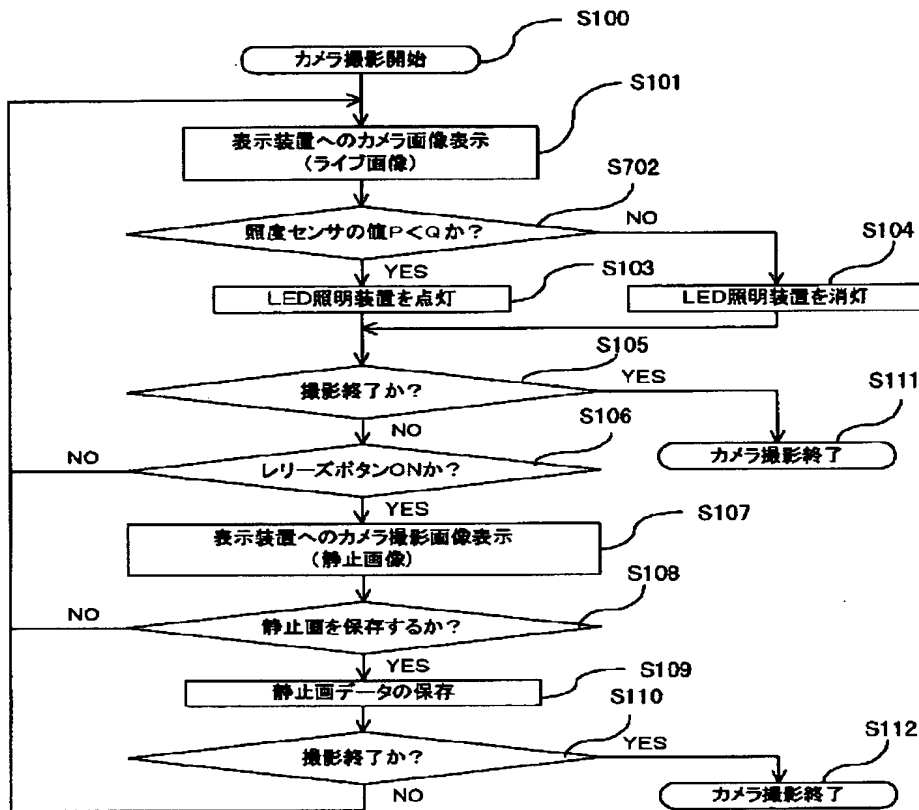 S100
カメラ撮影開始
S101
表示装置へのカメラ画像表示
(ライブ画像)
S702
照度センサの値P<Qか?
NO
YES
S103
LED照明装置を点灯
S104
LED照明装置を消灯
S105
撮影終了か?
YES
NO
S111
カメラ撮影終了
S106
レリーズボタンONか?
NO
YES
S107
表示装置へのカメラ撮影画像表示
(静止画像)
S108
静止画を保存するか?
NO
YES
S109
静止画データの保存
S110
撮影終了か?
YES
NO
S112
カメラ撮影終了